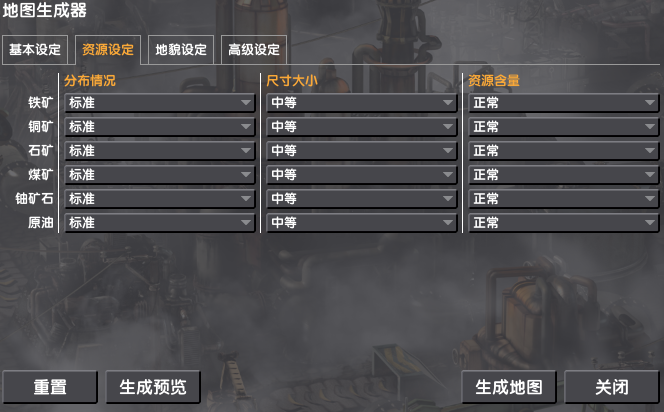 地图生成器
基本设定 资源设定 地貌设定 高级设定
分布情况 尺寸大小 资源含量
铁矿 标准 中等 正常
铜矿 标准 中等 正常
石矿 标准 中等 正常
煤矿 标准 中等 正常
铀矿石 标准 中等 正常
原油 标准 中等 正常
重置 生成预览 生成地图 关闭